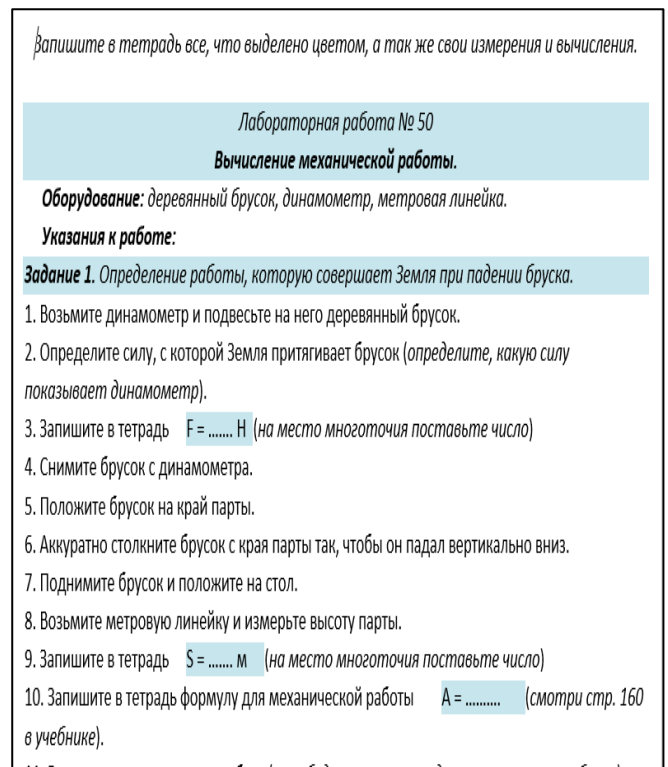 Запишите в тетрадь все, что выделено цветом, а так же свои измерения и вычисления.
Лабораторная работа № 50
Вычисление механической работы.
Оборудование: деревянный брусок, динамометр, метровая линейка.
Указания к работе:
Задание 1. Определение работы, которую совершает Земля при падении бруска.
1. Возьмите динамометр и подвесьте на него деревянный брусок.
2. Определите силу, с которой Земля притягивает брусок (определите, какую силу
показывает динамометр).
3. Запишите в тетрадь F = ....... Н (на место многоточия поставьте число)
4. Снимите брусок с динамометра.
5. Положите брусок на край парты.
6. Аккуратно столкните брусок с края парты так, чтобы он падал вертикально вниз.
7. Поднимите брусок и положите на стол.
8. Возьмите метровую линейку и измерьте высоту парты.
9. Запишите в тетрадь S = ....... м (на место многоточия поставьте число)
10. Запишите в тетрадь формулу для механической работы A = .......... (смотри стр. 160
в учебнике).